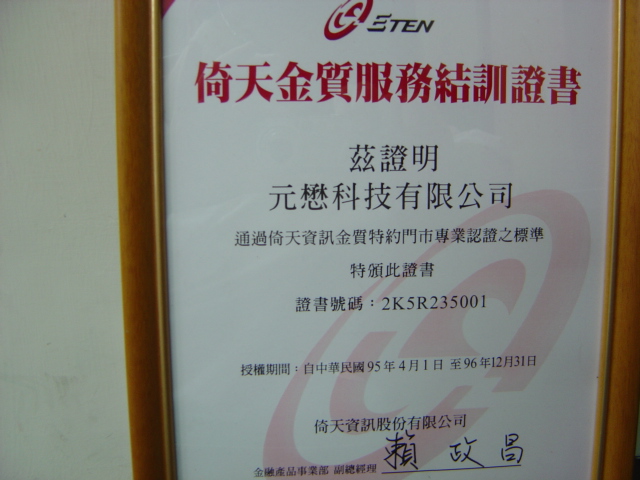 ETEN
倚天金質服務結訓證書
茲證明
元懋科技有限公司
通過倚天資訊金質特約門市專業認證之標準
特頒此證書
證書號碼：2K5R235001
授權期間：自中華民國95年4月1日 至96年12月31日
倚天資訊股份有限公司
金融產品事業部 副總經理 賴政昌